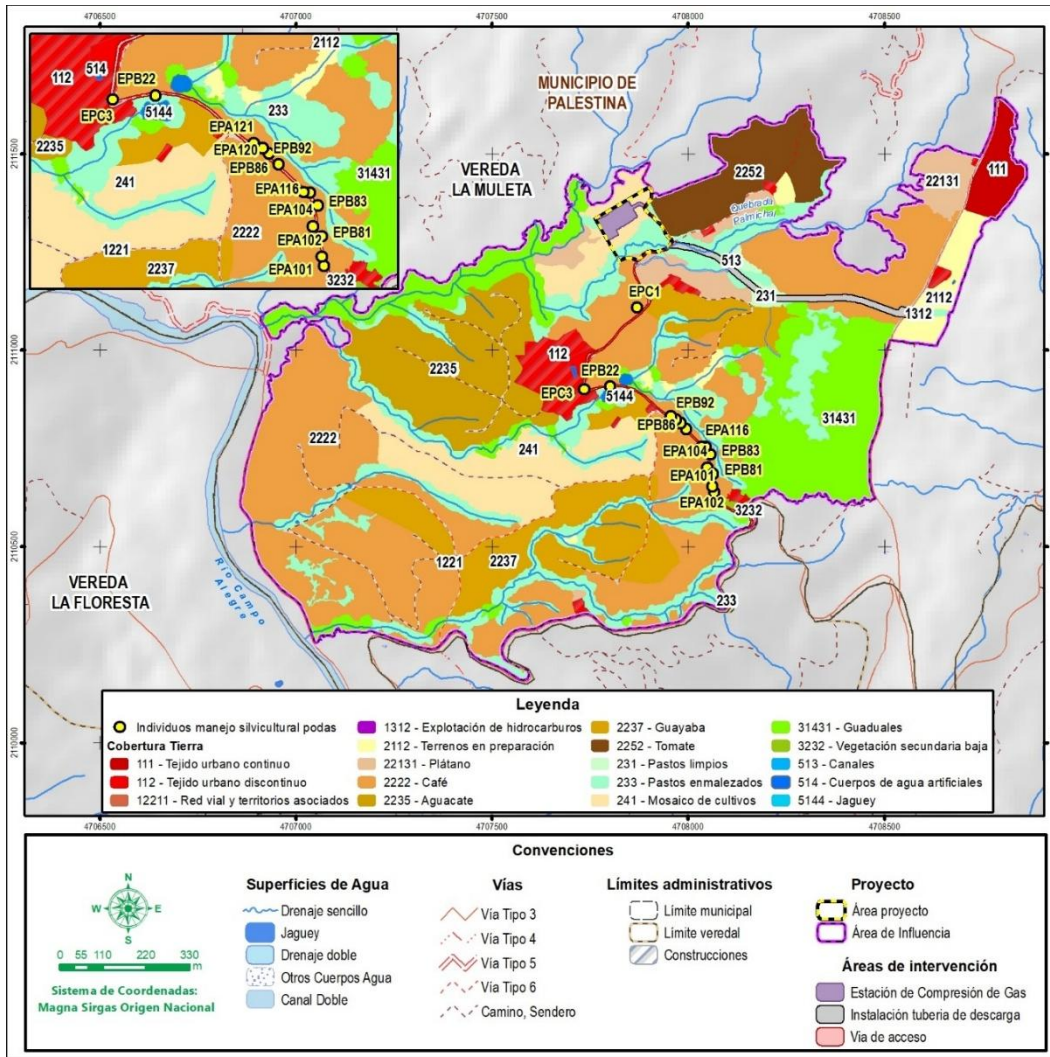 4706500
4707000
4707500
4708000
4708500
2112
112
514
EPB22
EPC3
5144
233
2235
EPA121
EPA120
EPB92
EPB86
241
31431
EPA116
EPA104
EPB83
1221
2222
EPA102
EPB81
2237
EPA101
3232
MUNICIPIO DE
PALESTINA
VEREDA
LA MULETA
2252
Quebrada
Palmicha
22131
111
513
231
2112
1312
EPC1
112
EPB22
EPC3
5144
2235
EPB92
EPB86
EPA116
31431
2222
241
EPA104
EPB83
EPA101
EPB81
EPA102
3232
1221
2237
233
VEREDA
LA FLORESTA
Río Campo
Alegre
2111500
2111000
2110500
2110000
Leyenda
Individuos manejo silvicultural podas
Cobertura Tierra
111 - Tejido urbano continuo
112 - Tejido urbano discontinuo
12211 - Red vial y territorios asociados
1312 - Explotación de hidrocarburos
2112 - Terrenos en preparación
22131 - Plátano
2222 - Café
2235 - Aguacate
2237 - Guayaba
2252 - Tomate
231 - Pastos limpios
233 - Pastos enmalezados
241 - Mosaico de cultivos
31431 - Guaduales
3232 - Vegetación secundaria baja
513 - Canales
514 - Cuerpos de agua artificiales
5144 - Jaguey
4706500
4707000
4707500
4708000
4708500
Convenciones
N
W
E
S
0 55 110 220 330
m
Sistema de Coordenadas:
Magna Sirgas Origen Nacional
Superficies de Agua
Drenaje sencillo
Jaguey
Drenaje doble
Otros Cuerpos Agua
Canal Doble
Vías
Vía Tipo 3
Vía Tipo 4
Vía Tipo 5
Vía Tipo 6
Camino, Sendero
Límites administrativos
Límite municipal
Límite veredal
Construcciones
Proyecto
Área proyecto
Área de Influencia
Áreas de intervención
Estación de Compresión de Gas
Instalación tuberia de descarga
Via de acceso